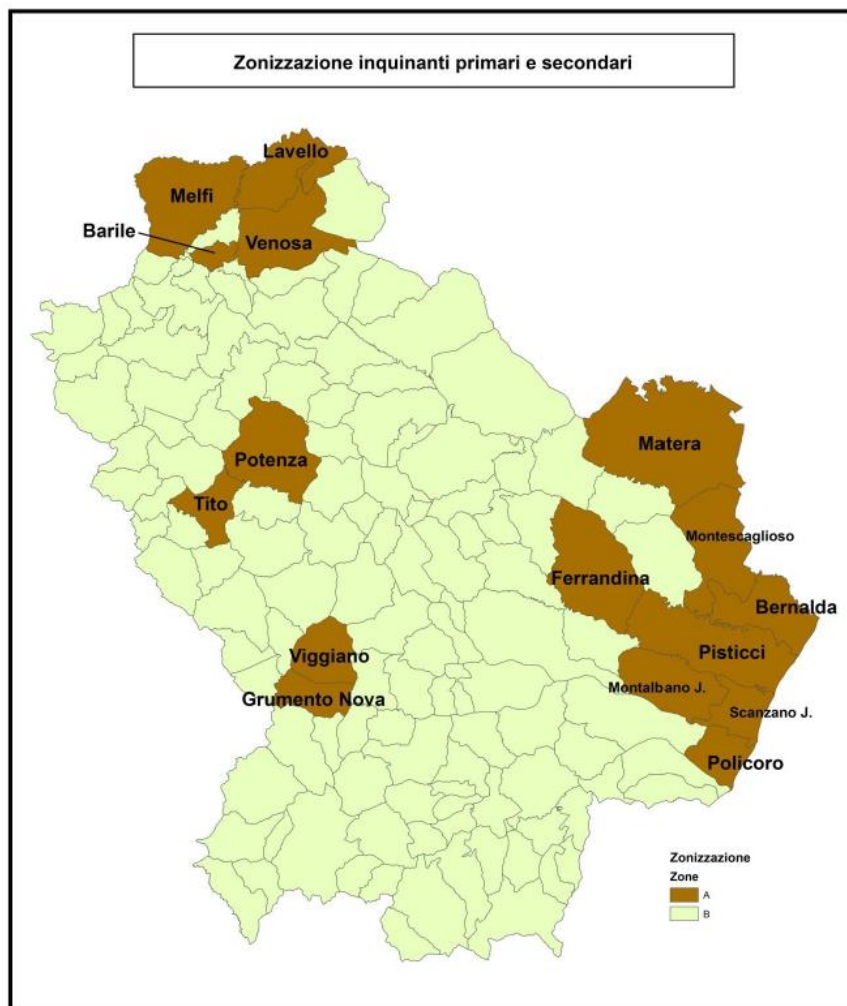 Zonizzazione inquinanti primari e secondari
Lavello
Melfi
Barile
Venosa
Matera
Potenza
Tito
Montescaglioso
Ferrandina
Bernalda
Pisticci
Viggiano
Montalbano J.
Grumento Nova
Scanzano J.
Policoro
Zonizzazione
Zone
A
B